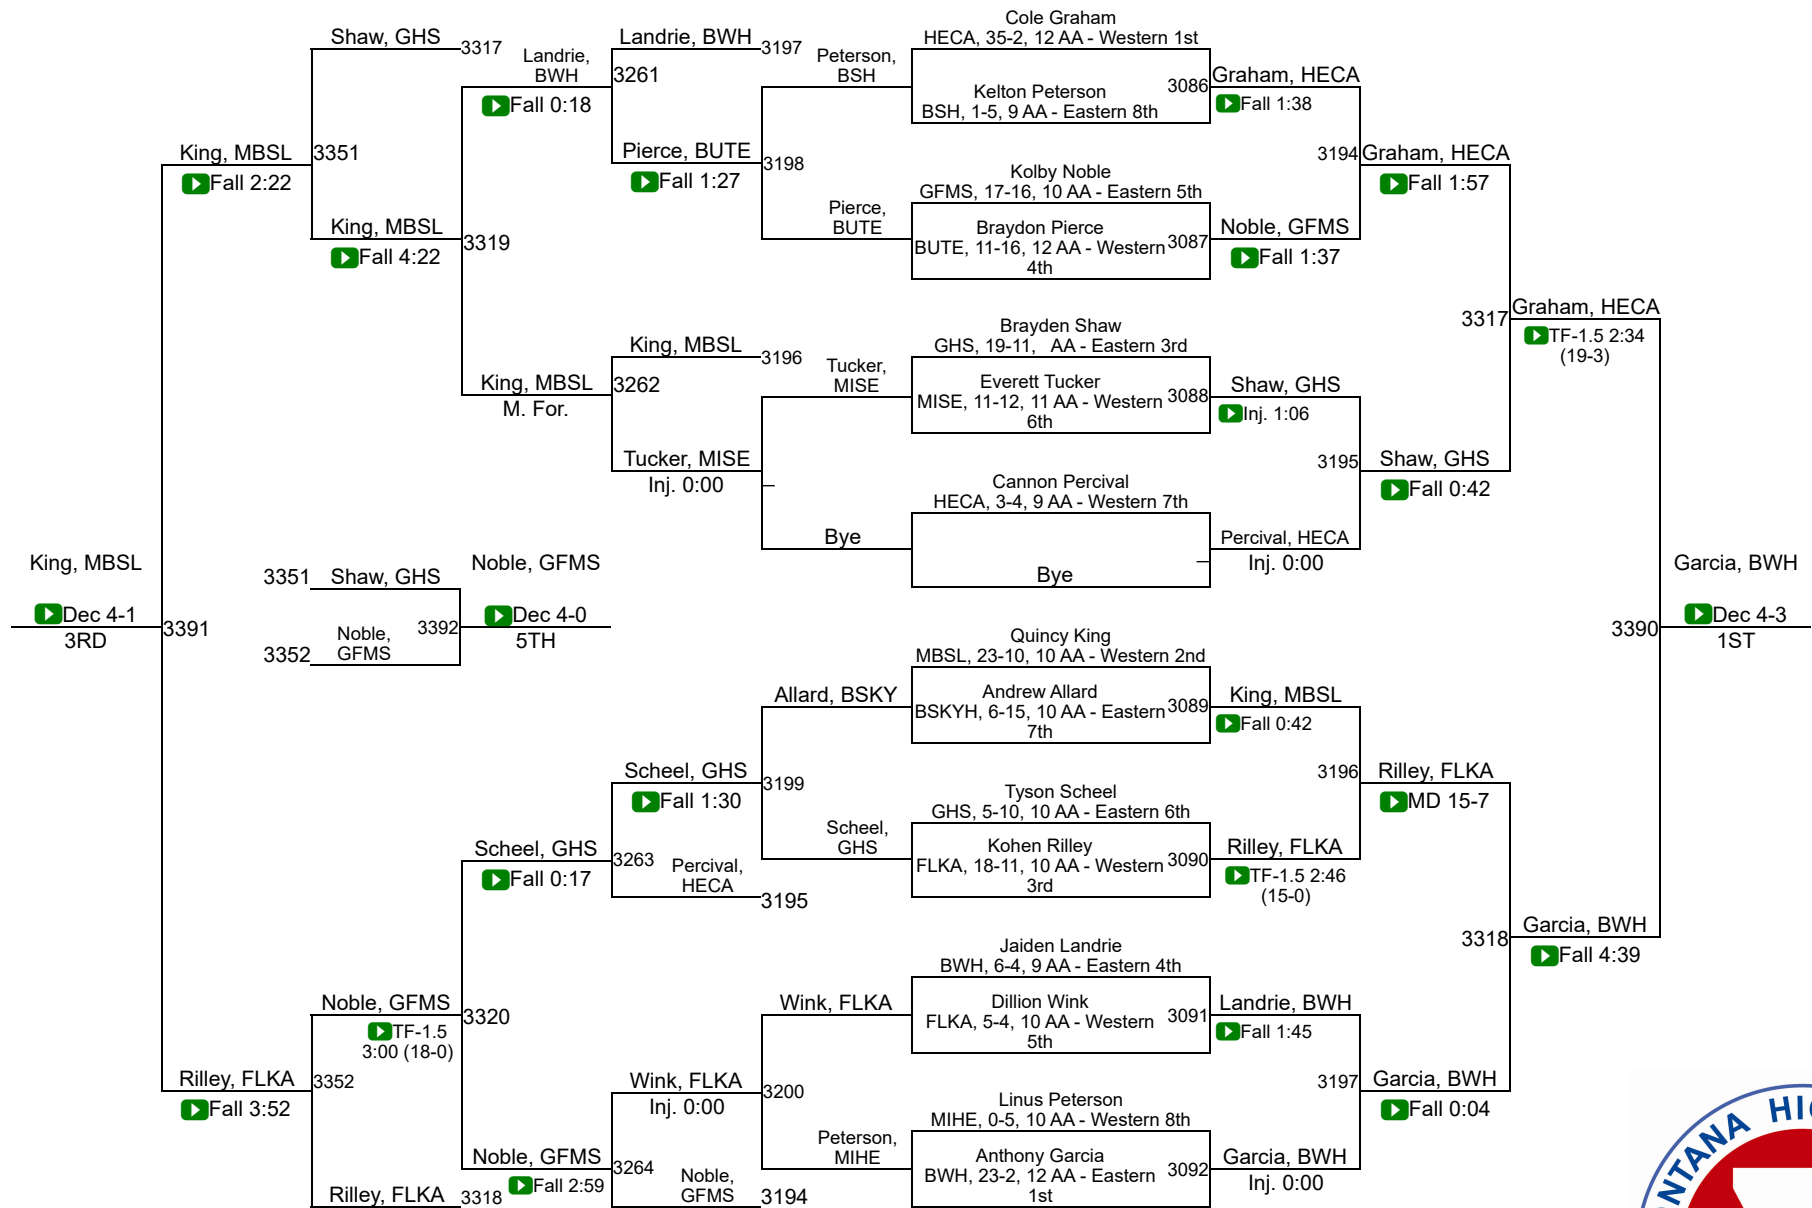 Cole Graham
HECA, 35-2, 12 AA - Western 1st
Shaw, GHS
3317
Landrie,
BWH
Fall 0:18
Landrie, BWH
3197
3261
Peterson,
BSH
Kelton Peterson
BSH, 1-5, 9 AA - Eastern 8th
3086
Graham, HECA
Fall 1:38
King, MBSL
Fall 2:22
3351
Pierce, BUTE
Fall 1:27
3198
Kolby Noble
GFMS, 17-16, 10 AA - Eastern 5th
3194
Graham, HECA
Fall 1:57
King, MBSL
Fall 4:22
3319
Pierce,
BUTE
Braydon Pierce
BUTE, 11-16, 12 AA - Western
4th
3087
Noble, GFMS
Fall 1:37
3317
Graham, HECA
TF-1.5 2:34
(19-3)
Brayden Shaw
GHS, 19-11, AA - Eastern 3rd
King, MBSL
3196
King, MBSL
M. For.
3262
Tucker,
MISE
Everett Tucker
MISE, 11-12, 11 AA - Western
6th
3088
Shaw, GHS
Inj. 1:06
Tucker, MISE
Inj. 0:00
Cannon Percival
HECA, 3-4, 9 AA - Western 7th
3195
Shaw, GHS
Fall 0:42
Bye
Bye
Percival, HECA
Inj. 0:00
King, MBSL
Dec 4-1
3RD
3391
3351
Shaw, GHS
3352
Noble,
GFMS
3392
Noble, GFMS
Dec 4-0
5TH
3390
Garcia, BWH
Dec 4-3
1ST
Quincy King
MBSL, 23-10, 10 AA - Western 2nd
Allard, BSKY
Andrew Allard
BSKYH, 6-15, 10 AA - Eastern
7th
3089
King, MBSL
Fall 0:42
Scheel, GHS
Fall 1:30
3199
Tyson Scheel
GHS, 5-10, 10 AA - Eastern 6th
3196
Rilley, FLKA
MD 15-7
Scheel, GHS
Fall 0:17
3263
Percival,
HECA
3195
Scheel,
GHS
Kohen Rilley
FLKA, 18-11, 10 AA - Western
3rd
3090
Rilley, FLKA
TF-1.5 2:46
(15-0)
3318
Garcia, BWH
Fall 4:39
Jaiden Landrie
BWH, 6-4, 9 AA - Eastern 4th
Noble, GFMS
TF-1.5
3:00 (18-0)
3320
Wink, FLKA
Dillion Wink
FLKA, 5-4, 10 AA - Western
5th
3091
Landrie, BWH
Fall 1:45
Rilley, FLKA
Fall 3:52
3352
Wink, FLKA
Inj. 0:00
3200
Linus Peterson
MIHE, 0-5, 10 AA - Western 8th
3197
Garcia, BWH
Fall 0:04
Noble, GFMS
Fall 2:59
3264
Noble,
GFMS
3194
Peterson,
MIHE
Anthony Garcia
BWH, 23-2, 12 AA - Eastern
1st
3092
Garcia, BWH
Inj. 0:00
Rilley, FLKA
3318
NTANA HI